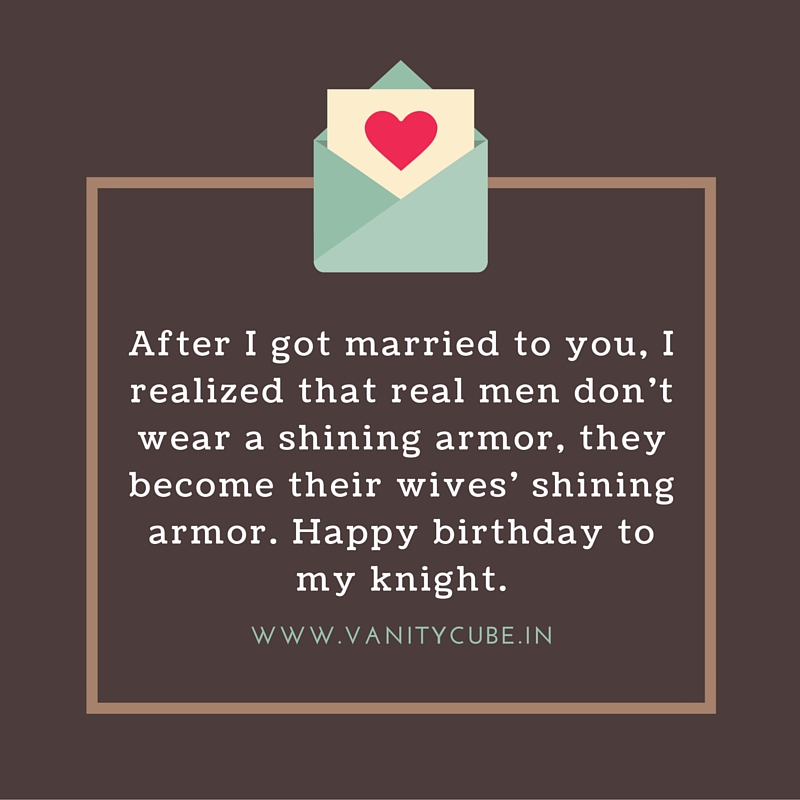 After I got married to you, I
realized that real men don’t
wear a shining armor, they
become their wives’ shining
armor. Happy birthday to
my knight.
WWW.VANITYCUBE.IN